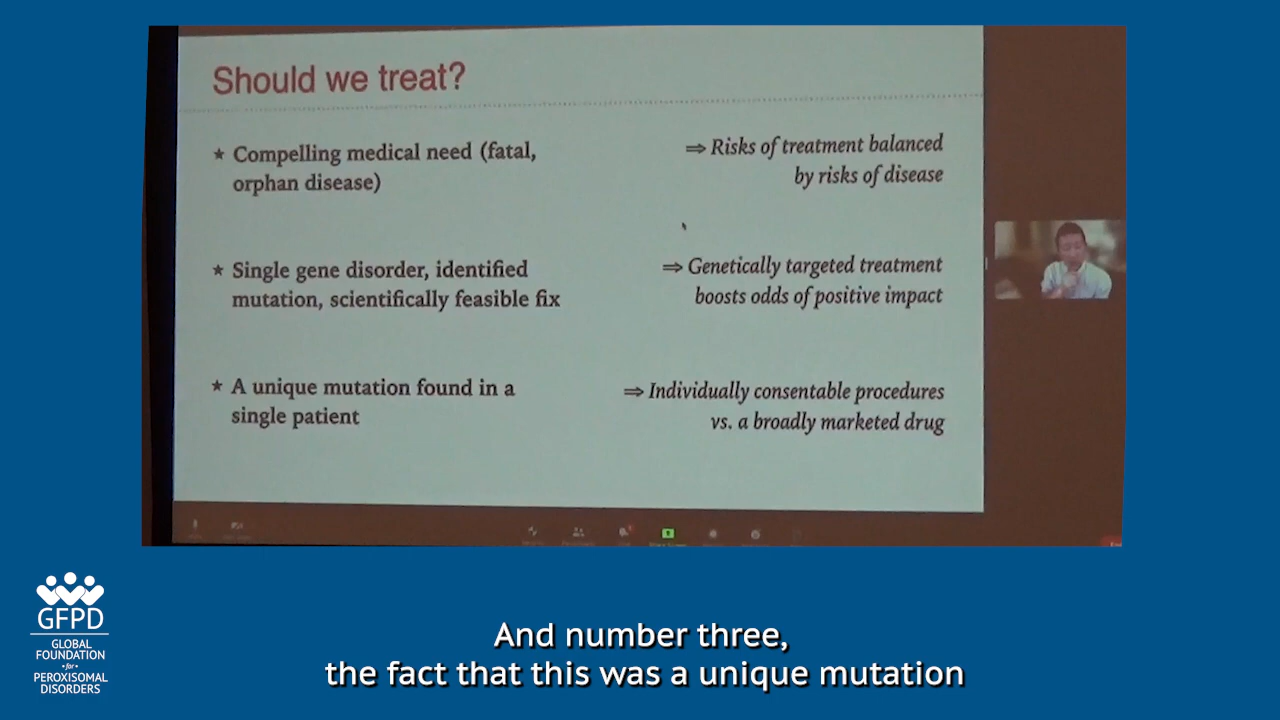 Should we treat?
★ Compelling medical need (fatal,
orphan disease)
⇒ Risks of treatment balanced
by risks of disease
★ Single gene disorder, identified
mutation, scientifically feasible fix
⇒ Genetically targeted treatment
boosts odds of positive impact
★ A unique mutation found in a
single patient
⇒ Individually consentable procedures
vs. a broadly marketed drug
GFPD
GLOBAL
FOUNDATION
• for •
PEROXISOMAL
DISORDERS
And number three,
the fact that this was a unique mutation